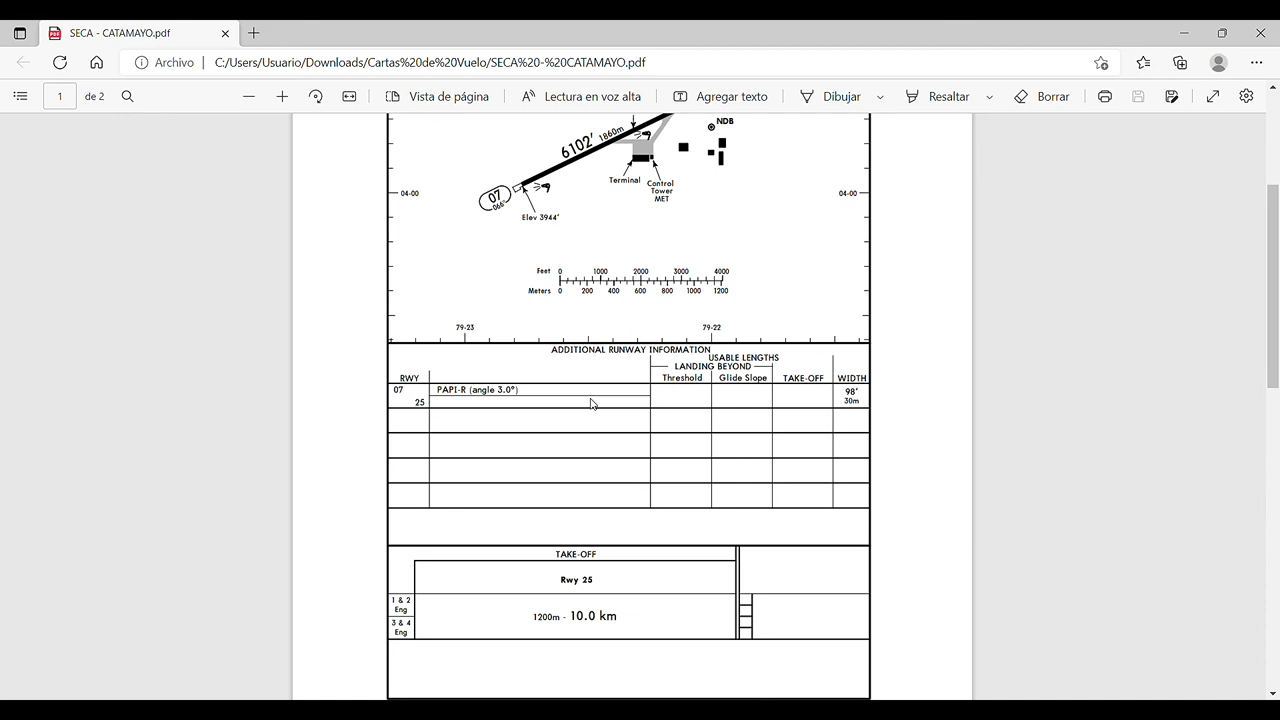 SECA - CATAMAYO.pdf
Archivo
C:/Users/Usuario/Downloads/Cartas%20de%20Vuelo/SECA%20-%20CATAMAYO.pdf
1 de 2
Vista de página
Lectura en voz alta
Agregar texto
Dibujar
Resaltar
Borrar
NDB
6102' 1860m
Terminal
Control
Tower
MET
07
066°
04-00
04-00
Elev 3944'
Feet 0 1000 2000 3000 4000
Meters 0 200 400 600 800 1000 1200
79-23
79-22
ADDITIONAL RUNWAY INFORMATION
USABLE LENGTHS
LANDING BEYOND
RWY Threshold Glide Slope TAKE-OFF WIDTH
07 PAPI-R (angle 3.0°) 98'
25 30m
TAKE-OFF
Rwy 25
1 & 2
Eng
1200m - 10.0 km
3 & 4
Eng